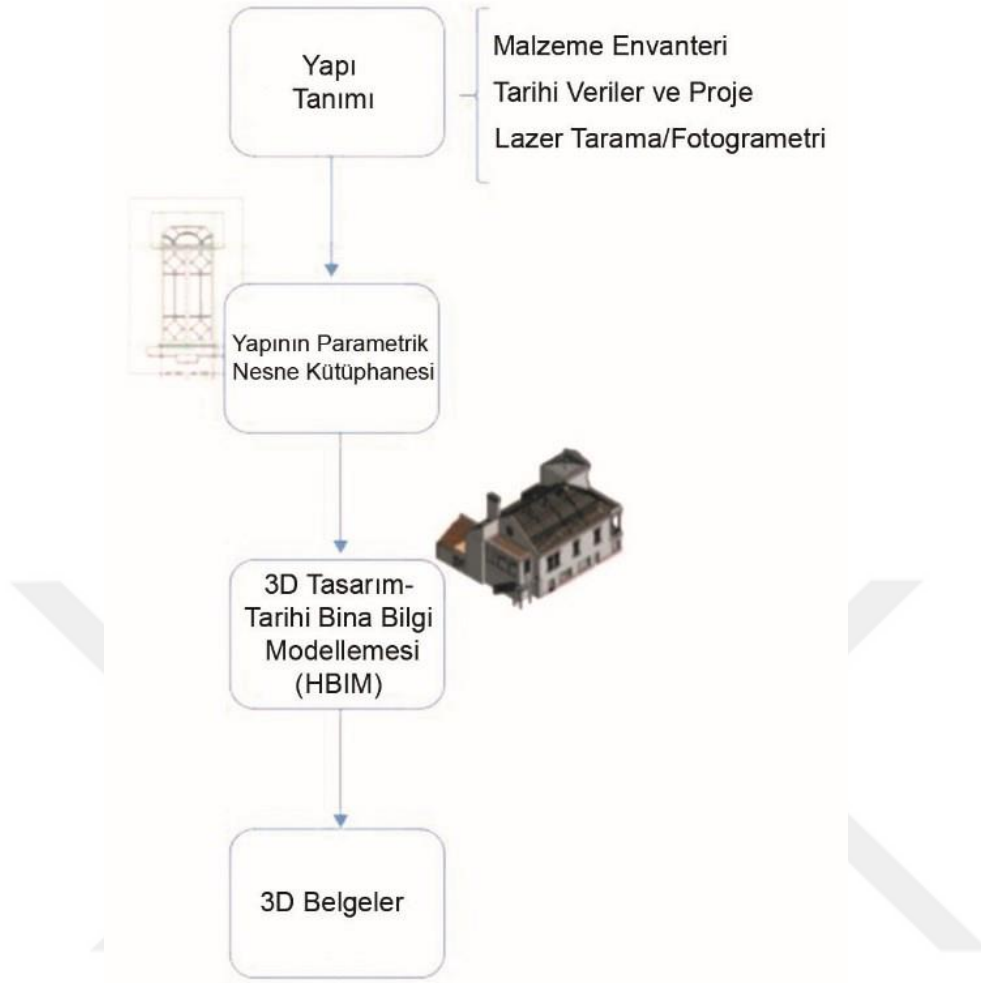 Yapı
Tanımı
Malzeme Envanteri
Tarihi Veriler ve Proje
Lazer Tarama/Fotogrametri
Yapının Parametrik
Nesne Kütüphanesi
3D Tasarım-
Tarihi Bina Bilgi
Modellemesi
(HBIM)
3D Belgeler